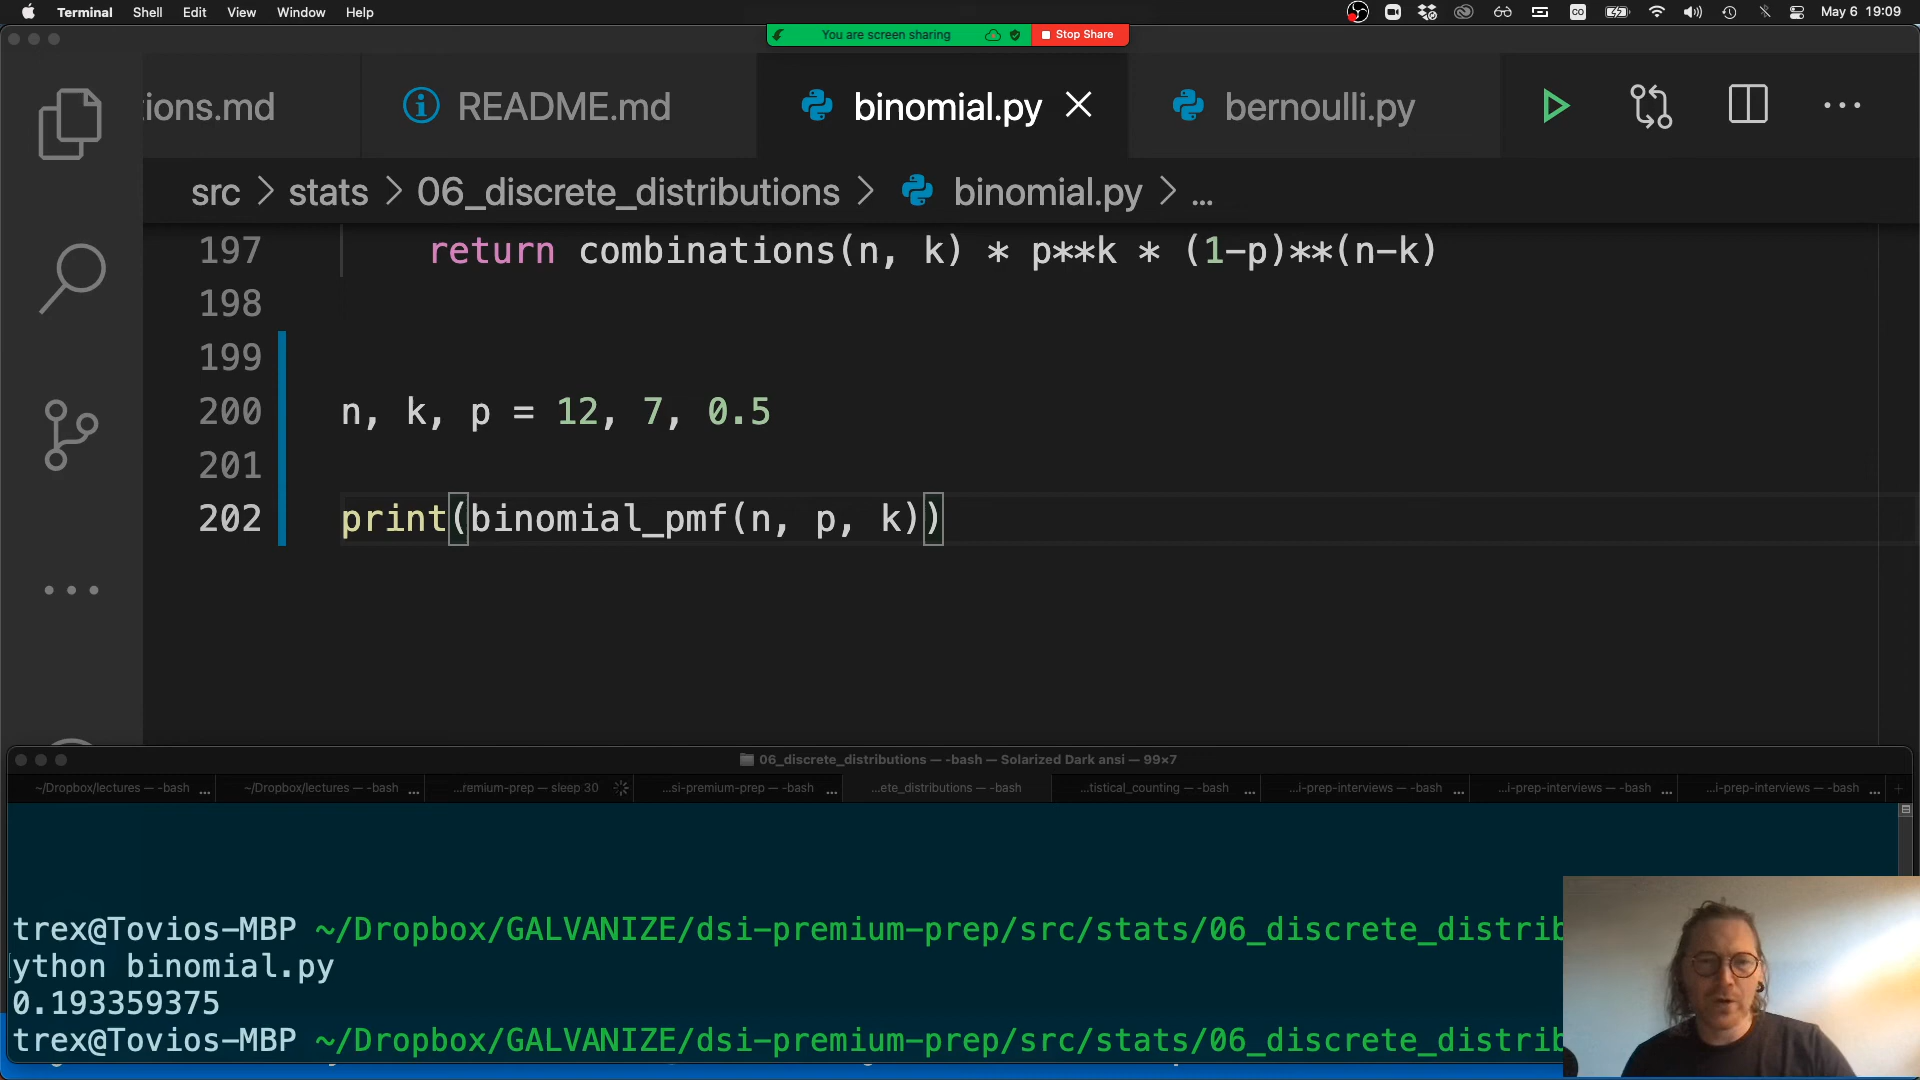 Terminal Shell Edit View Window Help May 6 19:09
You are screen sharing Stop Share
ions.md README.md binomial.py bernoulli.py
src > stats > 06_discrete_distributions > binomial.py > ...
197 return combinations(n, k) * p**k * (1-p)**(n-k)
198
199
200 n, k, p = 12, 7, 0.5
201
202 print(binomial_pmf(n, p, k))
06_discrete_distributions — -bash — Solarized Dark ansi — 99×7
~/Dropbox/lectures — -bash ... ~/Dropbox/lectures — -bash ... ...remium-prep — sleep 30 ...si-premium-prep — -bash ... ...ete_distributions — -bash ...tistical_counting — -bash ... ...i-prep-interviews — -bash ... ...i-prep-interviews — -bash ... ...i-prep-interviews — -bash ... +
trex@Tovios-MBP ~/Dropbox/GALVANIZE/dsi-premium-prep/src/stats/06_discrete_distrib
ython binomial.py
0.193359375
trex@Tovios-MBP ~/Dropbox/GALVANIZE/dsi-premium-prep/src/stats/06_discrete_distrib